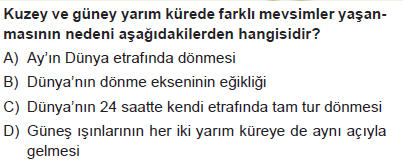 Kuzey ve güney yarım kürede farklı mevsimler yaşan-
masının nedeni aşağıdakilerden hangisidir?
A) Ay’ın Dünya etrafında dönmesi
B) Dünya’nın dönme ekseninin eğikliği
C) Dünya’nın 24 saatte kendi etrafında tam tur dönmesi
D) Güneş ışınlarının her iki yarım küreye de aynı açıyla
gelmesi